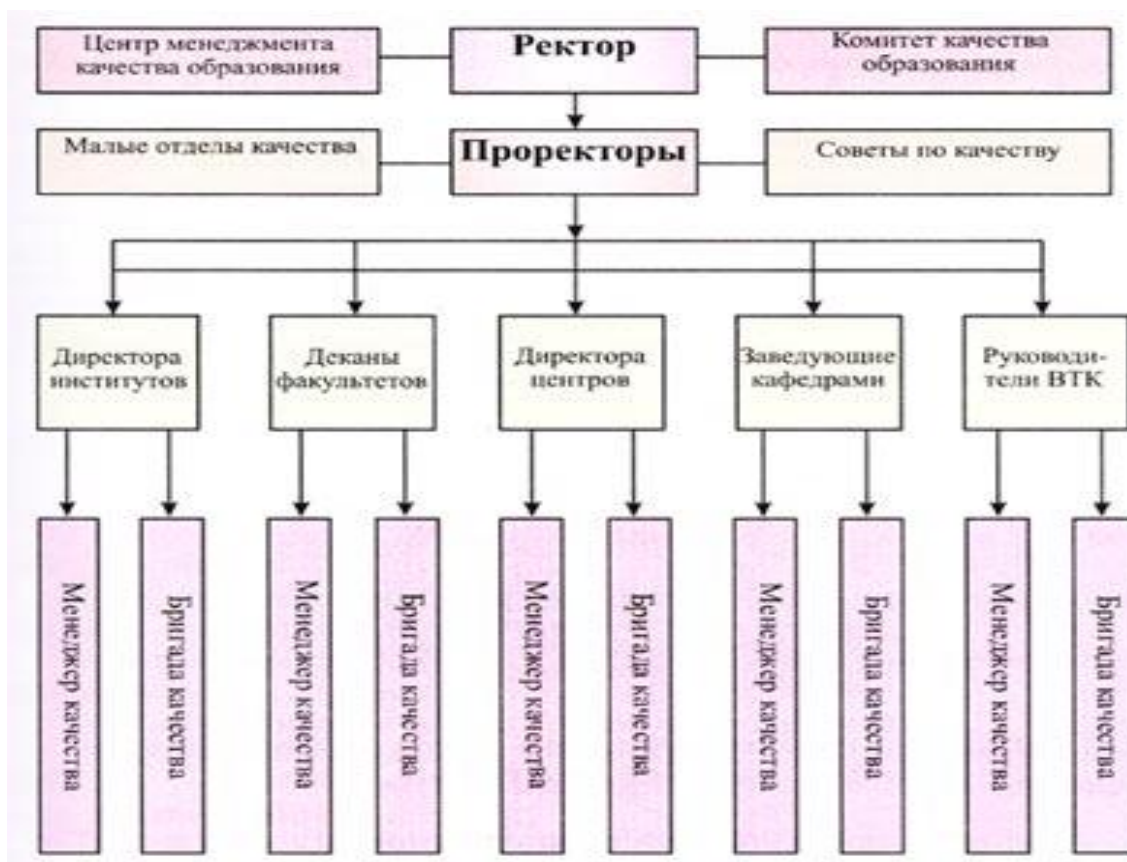 Центр менеджмента
качества образования
Ректор
Комитет качества
образования
Малые отделы качества
Проректоры
Советы по качеству
Директора
институтов
Деканы
факультетов
Директора
центров
Заведующие
кафедрами
Руководи-
тели ВТК
Менеджер качества
Бригада качества
Менеджер качества
Бригада качества
Менеджер качества
Бригада качества
Менеджер качества
Бригада качества
Менеджер качества
Бригада качества